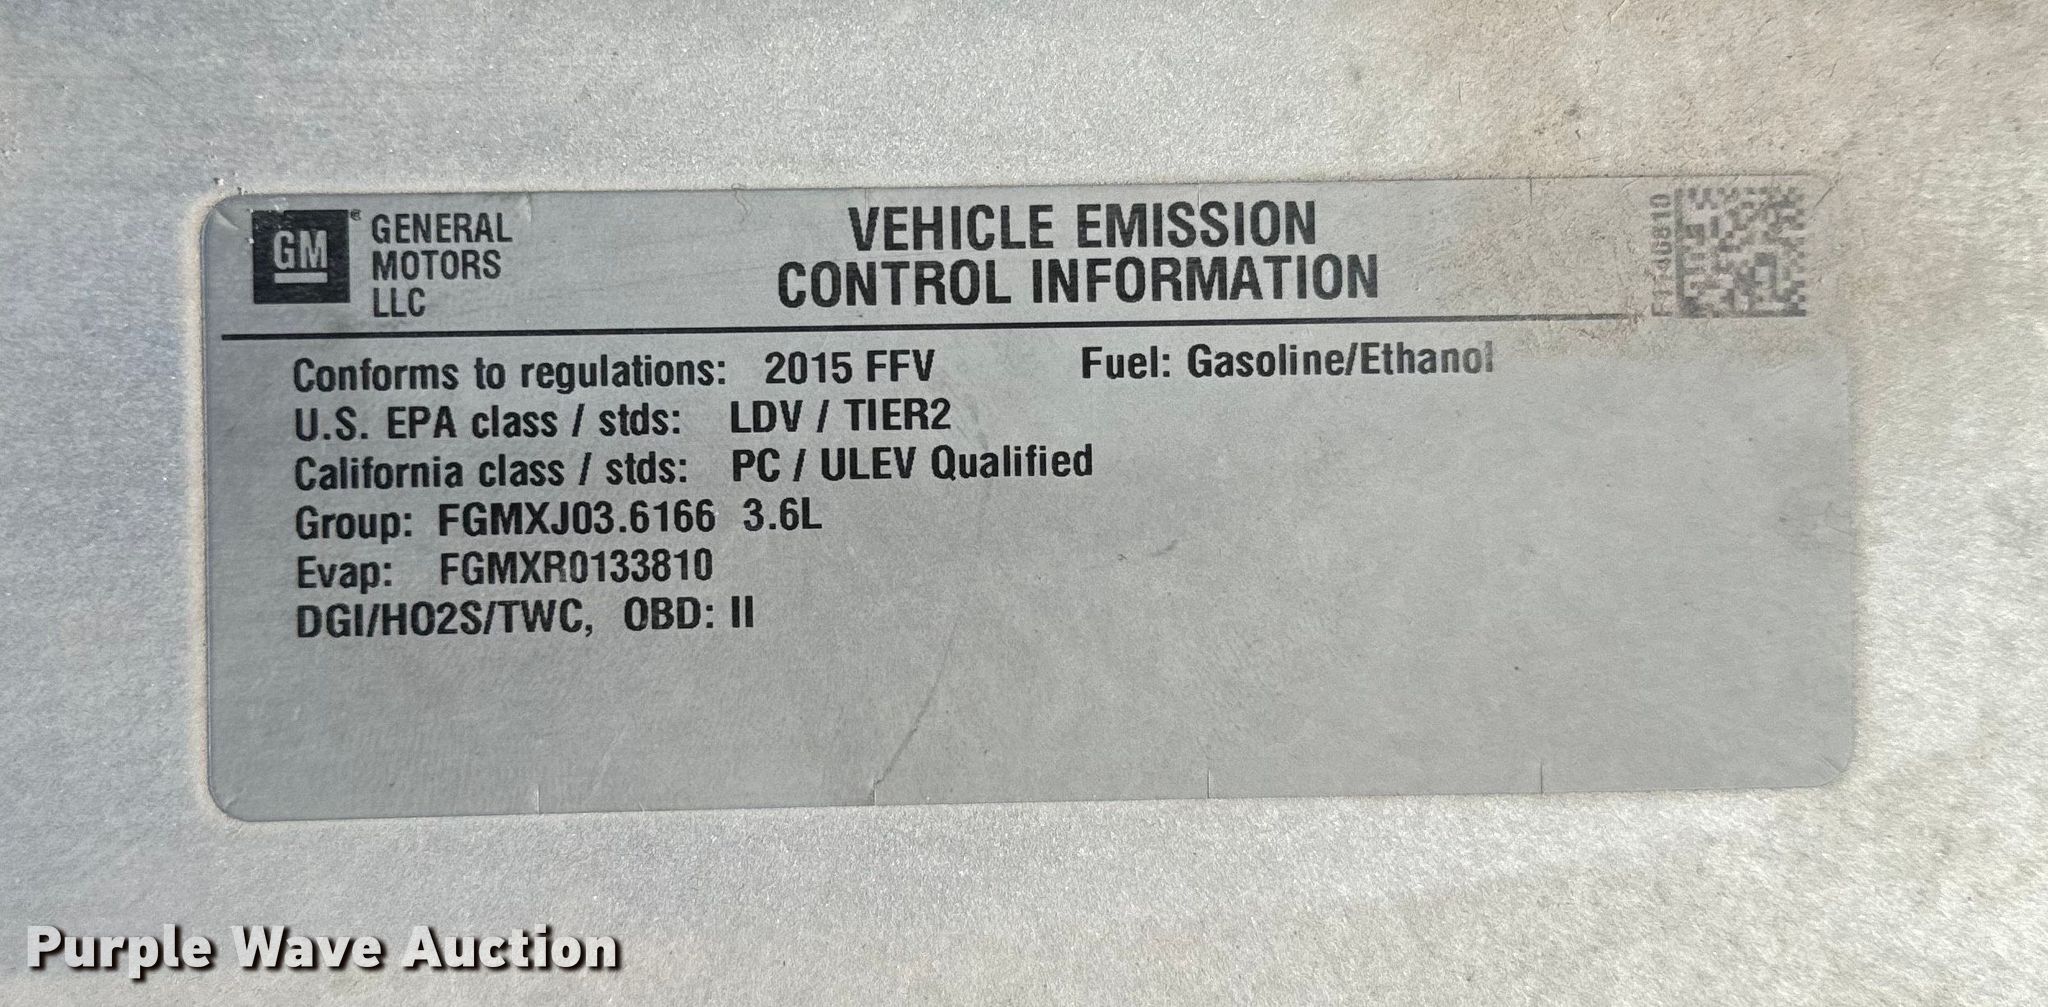 GM
GENERAL
MOTORS
LLC
VEHICLE EMISSION
CONTROL INFORMATION
Conforms to regulations: 2015 FFV Fuel: Gasoline/Ethanol
U.S. EPA class / stds: LDV / TIER2
California class / stds: PC / ULEV Qualified
Group: FGMXJ03.6166 3.6L
Evap: FGMXR0133810
DGI/HO2S/TWC, OBD: II
Purple Wave Auction